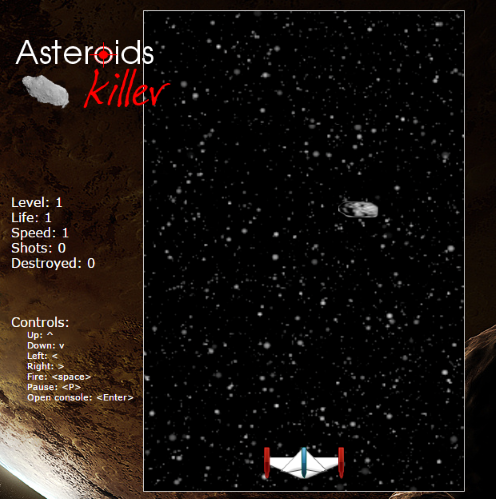 Asteroids
killer
Level: 1
Life: 1
Speed: 1
Shots: 0
Destroyed: 0
Controls:
Up: ^
Down: v
Left: <
Right: >
Fire: <space>
Pause: <P>
Open console: <Enter>